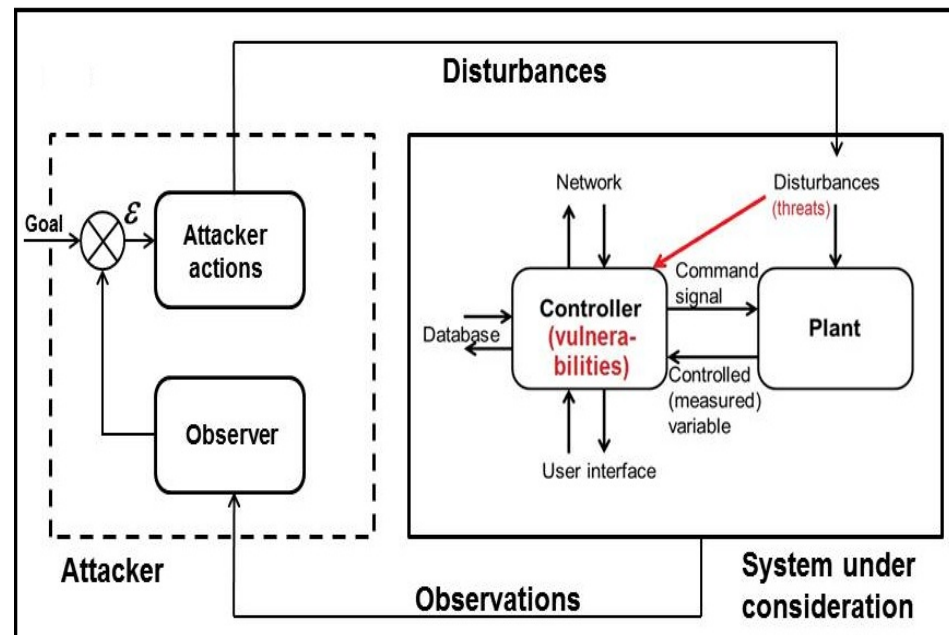 Disturbances
Goal
ε
Attacker
actions
Observer
Attacker
Network
Disturbances
(threats)
Database
Controller
(vulnera-
bilities)
Command
signal
Plant
Controlled
(measured)
variable
User interface
Observations
System under
consideration